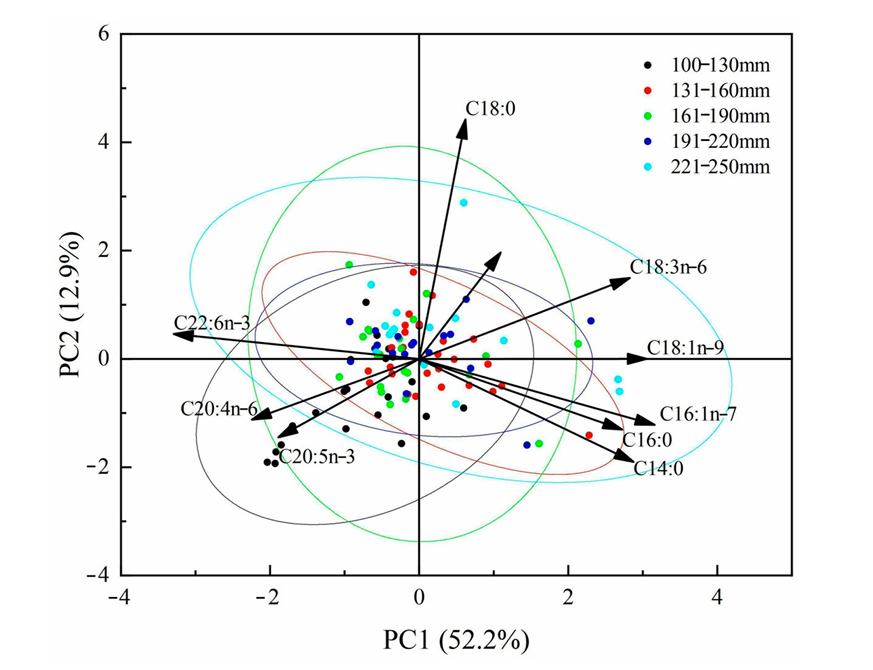 6
4
2
0
−2
−4
−4
−2
0
2
4
PC2 (12.9%)
PC1 (52.2%)
100−130mm
131−160mm
161−190mm
191−220mm
221−250mm
C18:0
C18:3n−6
C22:6n−3
C18:1n−9
C20:4n−6
C16:1n−7
C16:0
C20:5n−3
C14:0